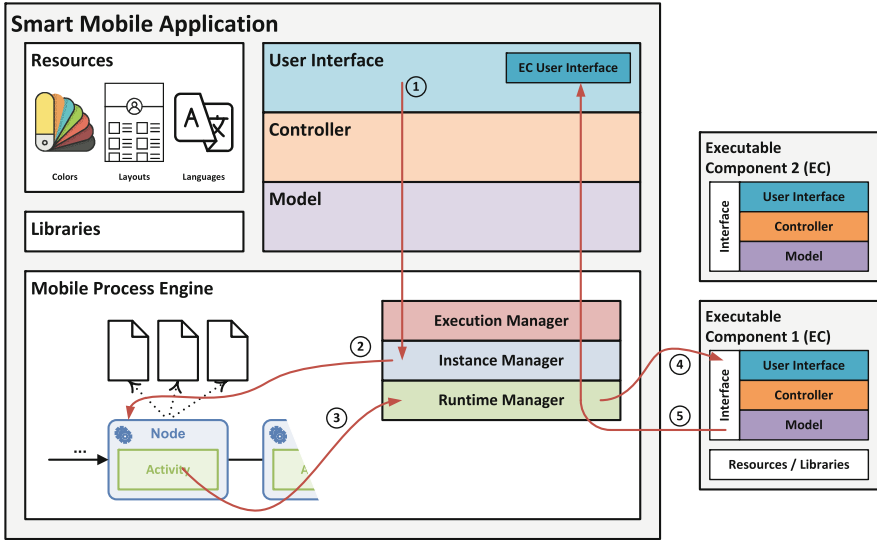 Smart Mobile Application
Resources
Colors
Layouts
Languages
Libraries
User Interface
EC User Interface
1
Controller
Model
Mobile Process Engine
Execution Manager
Instance Manager
Runtime Manager
2
3
...
Node
Activity
A
4
5
Executable
Component 2 (EC)
Interface
User Interface
Controller
Model
Executable
Component 1 (EC)
Interface
User Interface
Controller
Model
Resources / Libraries